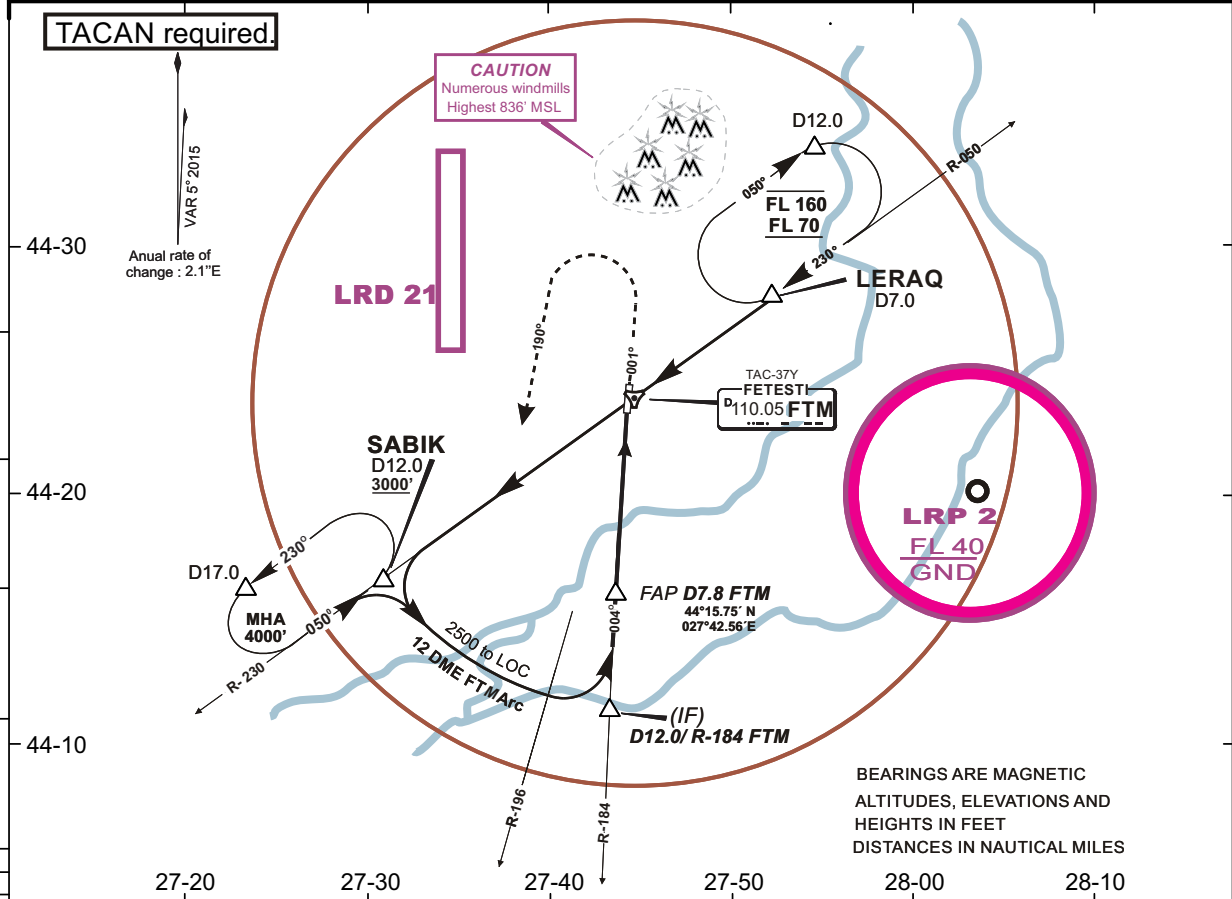 TACAN required.
CAUTION
Numerous windmills
Highest 836' MSL
D12.0
R-050
VAR 5° 2015
050°
FL 160
FL 70
44-30
Anual rate of
change : 2.1"E
230°
LERAQ
D7.0
LRD 21
190°
001°
TAC-37Y
FETESTI
D110.05 FTM
SABIK
D12.0
3000'
44-20
LRP 2
FL 40
GND
230°
D17.0
MHA
4000'
050°
R- 230
FAP D7.8 FTM
44°15.75´ N
027°42.56´E
004°
2500 to LOC
12 DME FTMArc
(IF)
D12.0/ R-184 FTM
44-10
R-196
R-184
BEARINGS ARE MAGNETIC
ALTITUDES, ELEVATIONS AND
HEIGHTS IN FEET
DISTANCES IN NAUTICAL MILES
27-20
27-30
27-40
27-50
28-00
28-10